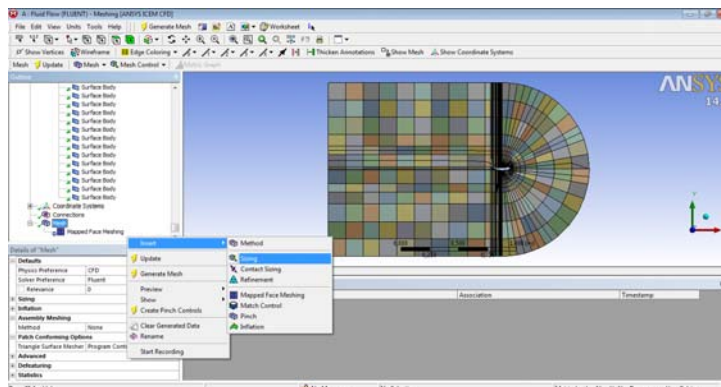 A : Fluid Flow (FLUENT) - Meshing [ANSYS ICEM CFD]
File Edit View Units Tools Help Generate Mesh Worksheet
Show Vertices Wireframe Edge Coloring Thicken Annotations Show Mesh Show Coordinate Systems
Mesh Update Mesh Mesh Control
Outline
Surface Body
Surface Body
Surface Body
Surface Body
Surface Body
Surface Body
Surface Body
Surface Body
Surface Body
Surface Body
Surface Body
Surface Body
Coordinate Systems
Connections
Mesh
Mapped Face Meshing
ANSYS
14
Insert
Update
Generate Mesh
Preview
Show
Create Pinch Controls
Clear Generated Data
Rename
Start Recording
Method
Sizing
Contact Sizing
Refinement
Mapped Face Meshing
Match Control
Pinch
Inflation
Details of "Mesh"
Defaults
Physics Preference CFD
Solver Preference Fluent
Relevance 0
Sizing
Inflation
Assembly Meshing
Method None
Patch Conforming Options
Triangle Surface Mesher Program Cont
Advanced
Defeaturing
Statistics
Association Timestamp